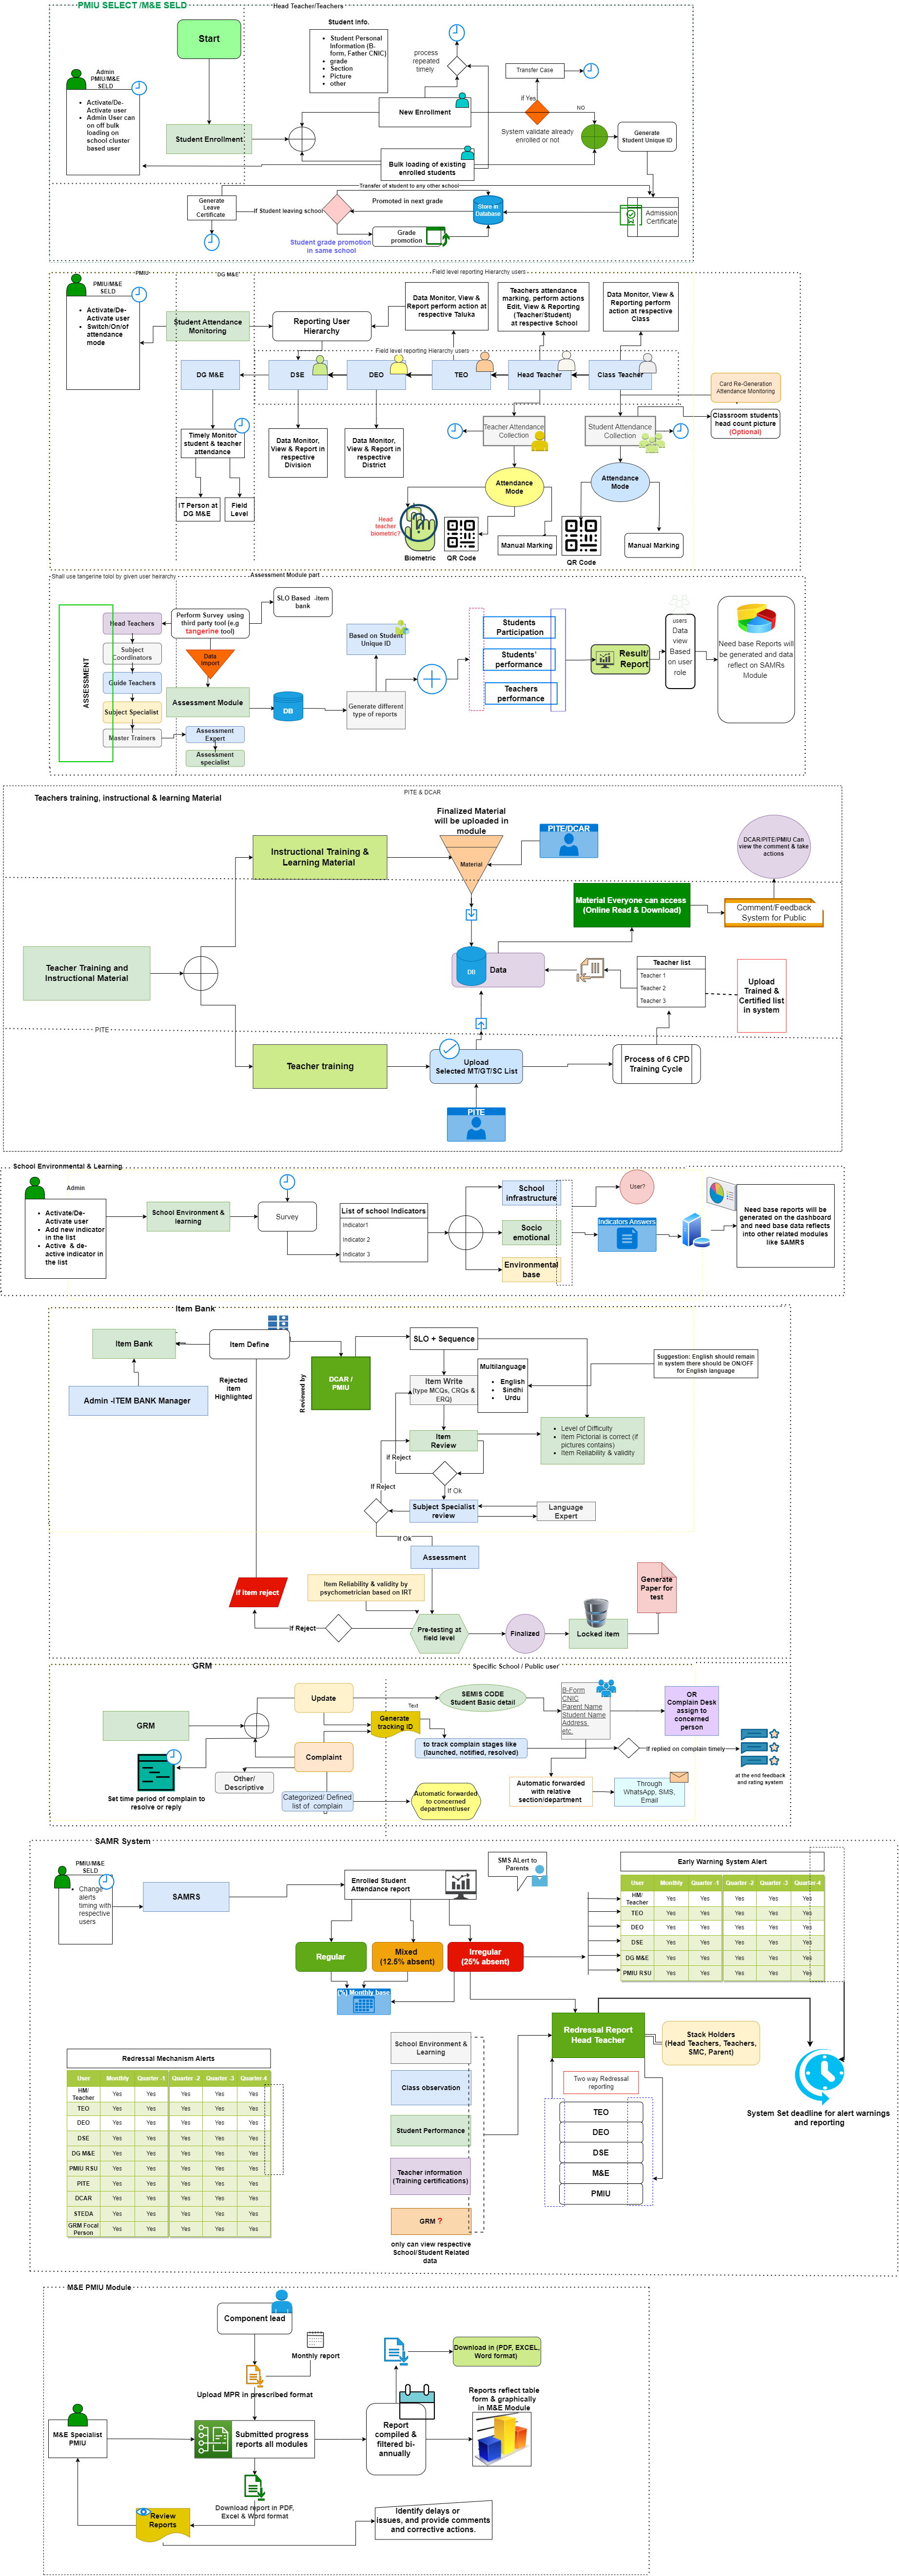 PMIU SELECT /M&E SELD
Head Teacher/Teachers
Start
Student Info.
Student Personal
Information (B-
form, Father CNIC)
grade
Section
Picture
other
process
repeated
timely
Transfer Case
Admin
PMIU/M&E
SELD
Activate/De-
Activate user
Admin User can
on off bulk
loading on
school cluster
based user
if Yes
NO
New Enrollment
System validate already
enrolled or not
Generate
Student Unique ID
Student Enrollment
Bulk loading of existing
enrolled students
Transfer of student to any other school
Generate
Leave
Certificate
If Student leaving school
Promoted in next grade
Store in
Database
Admission
Certificate
Student grade promotion
in same school
Grade
promotion
PMIU
DG M&E
Field level reporting Hierarchy users
PMIU/M&E
SELD
Activate/De-
Activate user
Switch/On/of
attendance
mode
Student Attendance
Monitoring
Reporting User
Hierarchy
Data Monitor, View &
Report perform action at
respective Taluka
Teachers attendance
marking, perform actions
Edit, View & Reporting
(Teacher/Student)
at respective School
Data Monitor, View &
Reporting perform
action at respective
Class
Field level reporting Hierarchy users
DG M&E
DSE
DEO
TEO
Head Teacher
Class Teacher
Card Re-Generation
Attendance Monitoring
Timely Monitor
student & teacher
attendance
Data Monitor,
View & Report in
respective
Division
Data Monitor,
View & Report in
respective
District
Teacher Attendance
Collection
Student Attendance
Collection
Classroom students
head count picture
(Optional)
IT Person at
DG M&E
Field
Level
Attendance
Mode
Attendance
Mode
Head
teacher
biometric?
Biometric
QR Code
Manual Marking
QR Code
Manual Marking
Shall use tangerine tolol by given user heirarchy
Assessment Module part
ASSESSMENT
Head Teachers
Subject
Coordinators
Guide Teachers
Subject Specialist
Master Trainers
Perform Survey using
third party tool (e.g
tangerine tool)
SLO Based -item
bank
Data
Import
Assessment Module
Assessment
Expert
Assessment
specialist
DB
Based on Student
Unique ID
Generate different
type of reports
Students
Participation
Students'
performance
Teachers
performance
Result/
Report
users
Data
view
Based
on user
role
Need base Reports will
be generated and data
reflect on SAMRs
Module
PITE & DCAR
Teachers training, instructional & learning Material
Finalized Material
will be uploaded in
module
PITE/DCAR
DCAR/PITE/PMIU Can
view the comment & take
actions
Instructional Training &
Learning Material
Material
Material Everyone can access
(Online Read & Download)
Comment/Feedback
System for Public
Teacher Training and
Instructional Material
DB
Data
Teacher list
Teacher 1
Teacher 2
Teacher 3
Upload
Trained &
Certified list
in system
PITE
Teacher training
Upload
Selected MT/GT/SC List
Process of 6 CPD
Training Cycle
PITE
School Environmental & Learning
Admin
Activate/De-
Activate user
Add new indicator
in the list
Active & de-
active indicator in
the list
School Environment &
learning
Survey
List of school Indicators
Indicator1
Indicator 2
Indicator 3
School
infrastructure
Socio
emotional
Environmental
base
User?
Indicators Answers
Need base reports will be
generated on the dashboard
and need base data reflects
into other related modules
like SAMRS
Item Bank
Item Bank
Item Define
SLO + Sequence
Admin -ITEM BANK Manager
Rejected
item
Highlighted
Reviewed by
DCAR /
PMIU
Item Write
(type MCQs, CRQs &
ERQ)
Multilanguage
English
Sindhi
Urdu
Suggestion: English should remain
in system there should be ON/OFF
for English language
Item
Review
Level of Difficulty
Item Pictorial is correct (if
pictures contains)
Item Reliability & validity
If Reject
If Reject
If Ok
Subject Specialist
review
Language
Expert
If Ok
Assessment
if item reject
Item Reliability & validity by
psychometrician based on IRT
Generate
Paper for
test
If Reject
Pre-testing at
field level
Finalized
Locked item
GRM
Specific School / Public user
GRM
Update
SEMIS CODE
Student Basic detail
B-Form
CNIC
Parent Name
Student Name
Address
etc.
OR
Complain Desk
assign to
concerned
person
Text
Generate
tracking ID
to track complain stages like
(launched, notified, resolved)
If replied on complain timely
Complaint
Other/
Descriptive
Set time period of complain to
resolve or reply
Categorized/ Defined
list of complain
Automatic forwarded
to concerned
department/user
Automatic forwarded
with relative
section/department
Through
WhatsApp, SMS,
Email
at the end feedback
and rating system
SAMR System
PMIU/M&E
SELD
Change
alerts
timing with
respective
users
SAMRS
Enrolled Student
Attendance report
SMS ALert to
Parents
Early Warning System Alert
User Monthly Quarter -1 Quarter -2 Quarter -3 Quarter-4
HM/
Teacher Yes Yes Yes Yes Yes
TEO Yes Yes Yes Yes Yes
DEO Yes Yes Yes Yes Yes
DSE Yes Yes Yes Yes Yes
DG M&E Yes Yes Yes Yes Yes
PMIU RSU Yes Yes Yes Yes Yes
Regular
Mixed
(12.5% absent)
Irregular
(25% absent)
(%) Monthly base
Redressal Report
Head Teacher
Stack Holders
(Head Teachers, Teachers,
SMC, Parent)
School Environment &
Learning
Class observation
Student Performance
Teacher information
(Training certifications)
GRM ?
only can view respective
School/Student Related
data
Two way Redressal
reporting
TEO
DEO
DSE
M&E
PMIU
System Set deadline for alert warnings
and reporting
Redressal Mechanism Alerts
User Monthly Quarter -1 Quarter -2 Quarter -3 Quarter-4
HM/
Teacher Yes Yes Yes Yes Yes
TEO Yes Yes Yes Yes Yes
DEO Yes Yes Yes Yes Yes
DSE Yes Yes Yes Yes Yes
DG M&E Yes Yes Yes Yes Yes
PMIU RSU Yes Yes Yes Yes Yes
PITE Yes Yes Yes Yes Yes
DCAR Yes Yes Yes Yes Yes
STEDA Yes Yes Yes Yes Yes
GRM Focal
Person Yes Yes Yes Yes Yes
M&E PMIU Module
Component lead
Monthly report
Upload MPR in prescribed format
Download in (PDF, EXCEL,
Word format)
Reports reflect table
form & graphically
in M&E Module
M&E Specialist
PMIU
Submitted progress
reports all modules
Report
compiled &
filtered bi-
annually
Download report in PDF,
Excel & Word format
Review
Reports
Identify delays or
issues, and provide comments
and corrective actions.